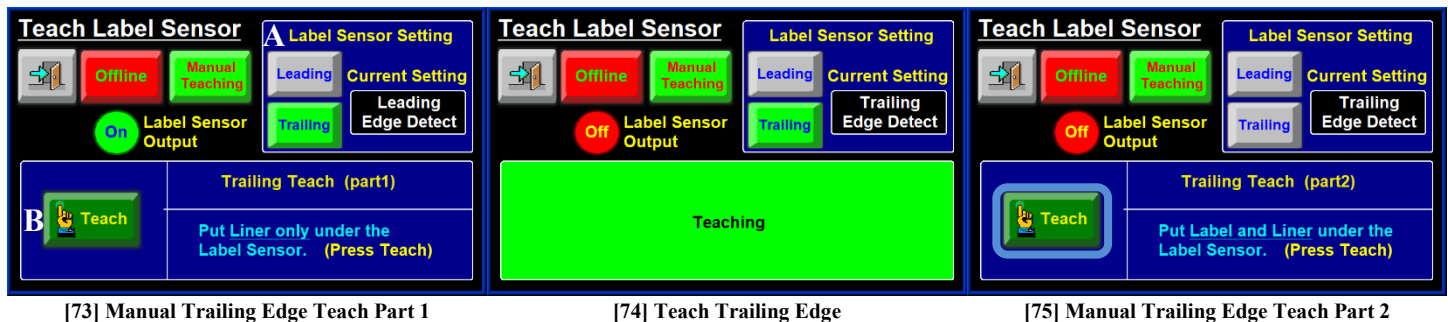 Teach Label Sensor
A Label Sensor Setting
Offline
Manual Teaching
Leading
Current Setting
Leading
Edge Detect
Trailing
On
Label Sensor
Output
Trailing Teach (part1)
B
Teach
Put Liner only under the
Label Sensor. (Press Teach)
[73] Manual Trailing Edge Teach Part 1
Teach Label Sensor
Label Sensor Setting
Offline
Manual
Teaching
Leading
Current Setting
Trailing
Edge Detect
Trailing
Off
Label Sensor
Output
Teaching
[74] Teach Trailing Edge
Teach Label Sensor
Label Sensor Setting
Offline
Manual
Teaching
Leading
Current Setting
Trailing
Edge Detect
Trailing
Off
Label Sensor
Output
Trailing Teach (part2)
Teach
Put Label and Liner under the
Label Sensor. (Press Teach)
[75] Manual Trailing Edge Teach Part 2